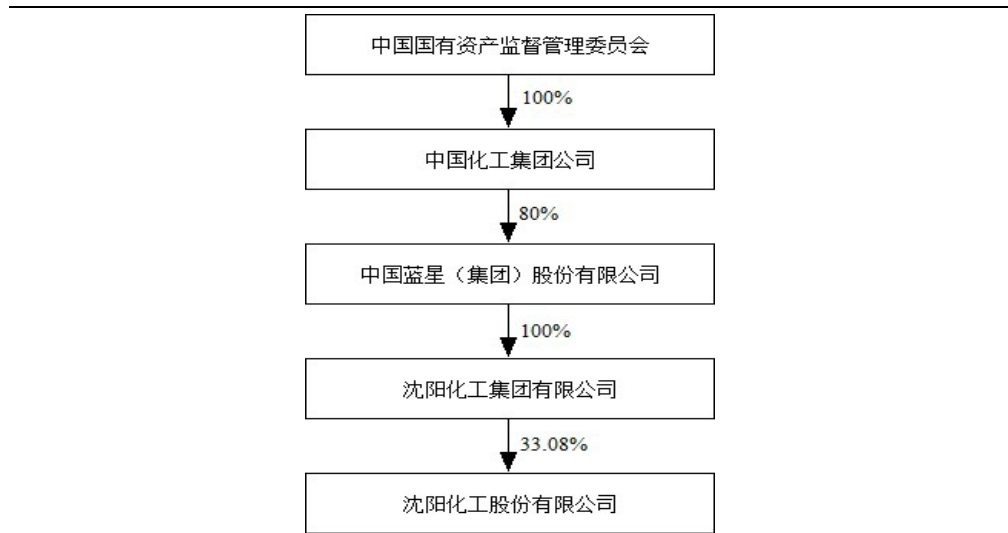 中国国有资产监督管理委员会
100%
中国化工集团公司
80%
中国蓝星（集团）股份有限公司
100%
沈阳化工集团有限公司
33.08%
沈阳化工股份有限公司